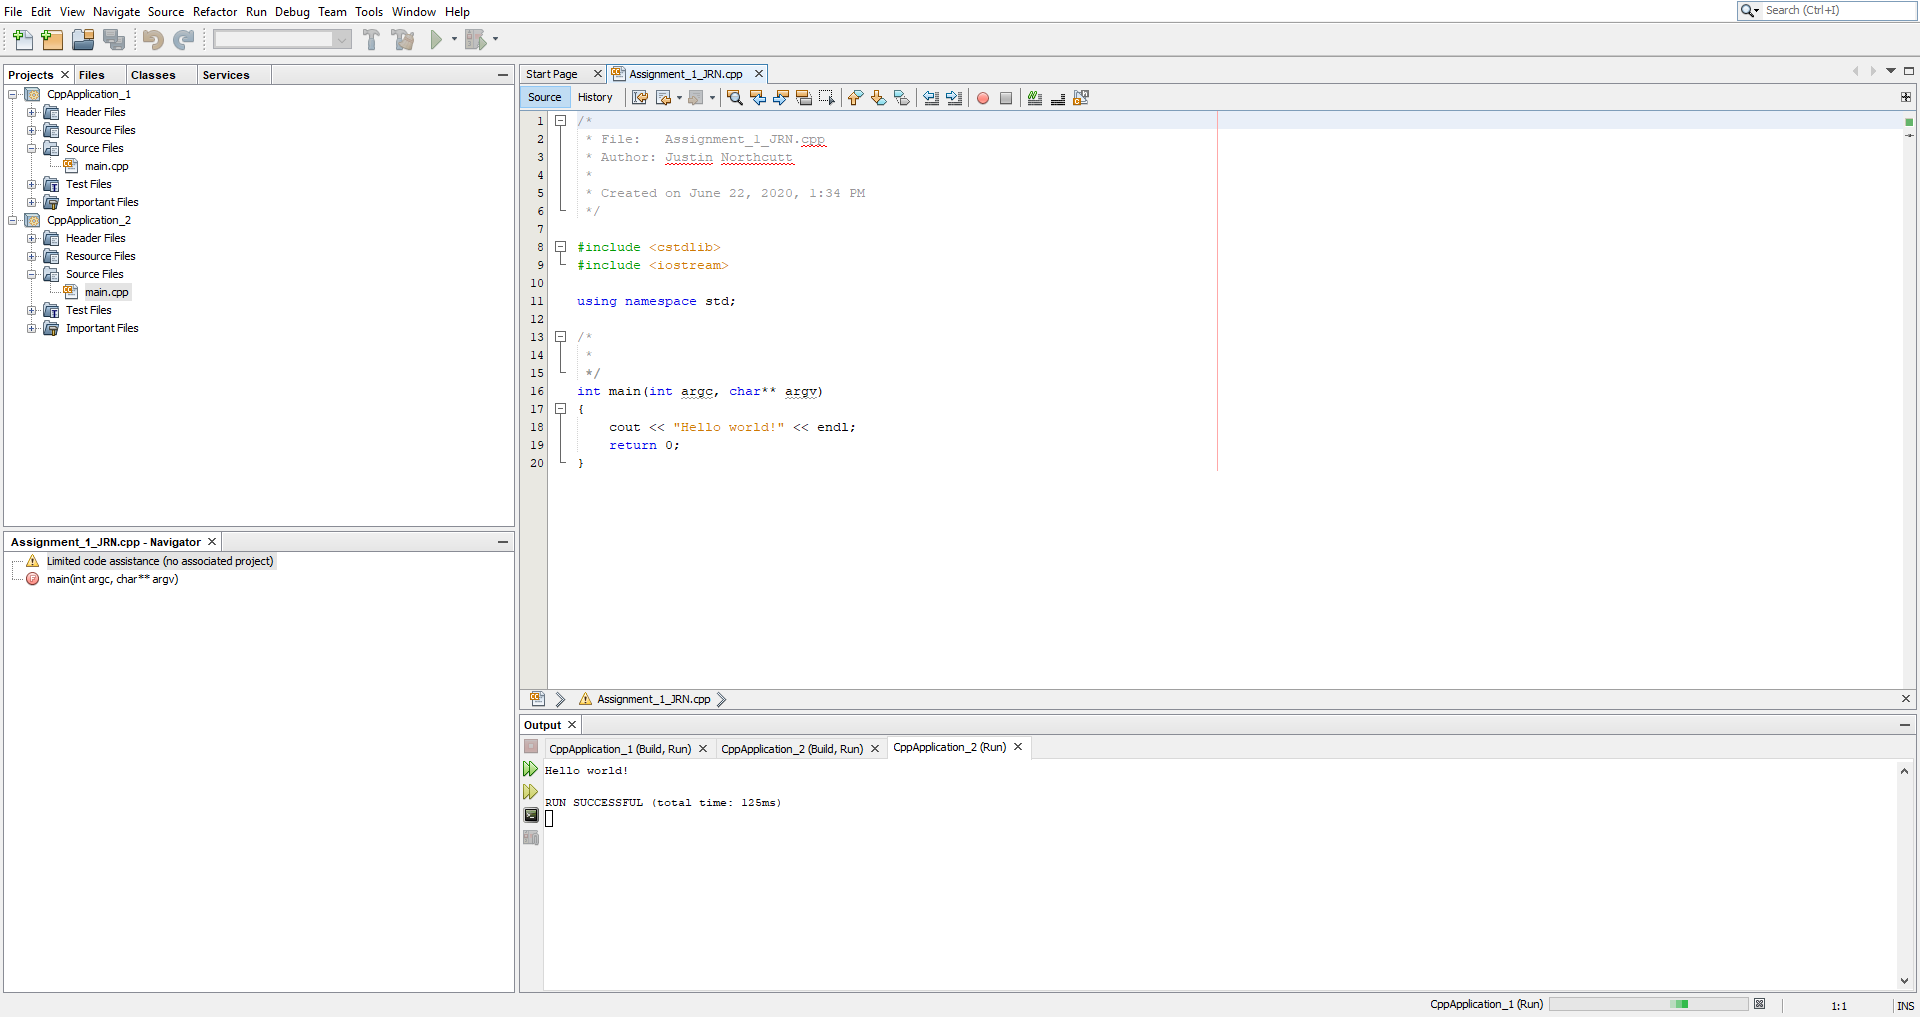 File Edit View Navigate Source Refactor Run Debug Team Tools Window Help
Search (Ctrl+I)
Projects Files Classes Services
CppApplication_1
Header Files
Resource Files
Source Files
main.cpp
Test Files
Important Files
CppApplication_2
Header Files
Resource Files
Source Files
main.cpp
Test Files
Important Files
Assignment_1_JRN.cpp - Navigator
Limited code assistance (no associated project)
main(int argc, char** argv)
Start Page Assignment_1_JRN.cpp
Source History
1 /*
2 * File:   Assignment_1_JRN.cpp
3 * Author: Justin Northcutt
4 *
5 * Created on June 22, 2020, 1:34 PM
6 */
7
8 #include <cstdlib>
9 #include <iostream>
10
11 using namespace std;
12
13 /*
14 *
15 */
16 int main(int argc, char** argv)
17 {
18     cout << "Hello world!" << endl;
19     return 0;
20 }
Assignment_1_JRN.cpp
Output
CppApplication_1 (Build, Run) CppApplication_2 (Build, Run) CppApplication_2 (Run)
Hello world!
RUN SUCCESSFUL (total time: 125ms)
CppApplication_1 (Run) 1:1 INS